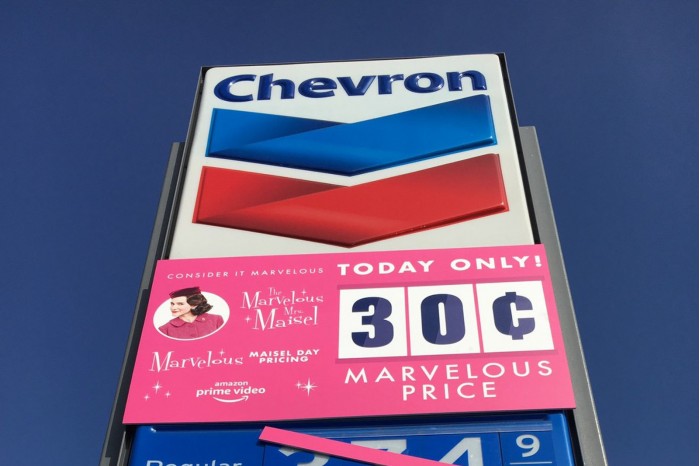 Chevron
CONSIDER IT MARVELOUS
The
Marvelous
Mrs.
Maisel
Marvelous MAISEL DAY
PRICING
amazon
prime video
TODAY ONLY!
30¢
MARVELOUS
PRICE
Regular
9